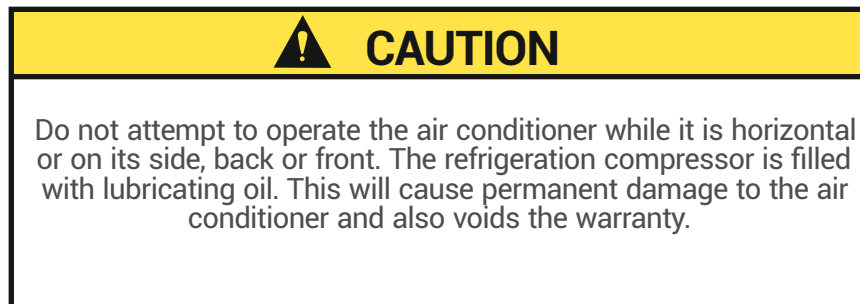 CAUTION
Do not attempt to operate the air conditioner while it is horizontal
or on its side, back or front. The refrigeration compressor is filled
with lubricating oil. This will cause permanent damage to the air
conditioner and also voids the warranty.